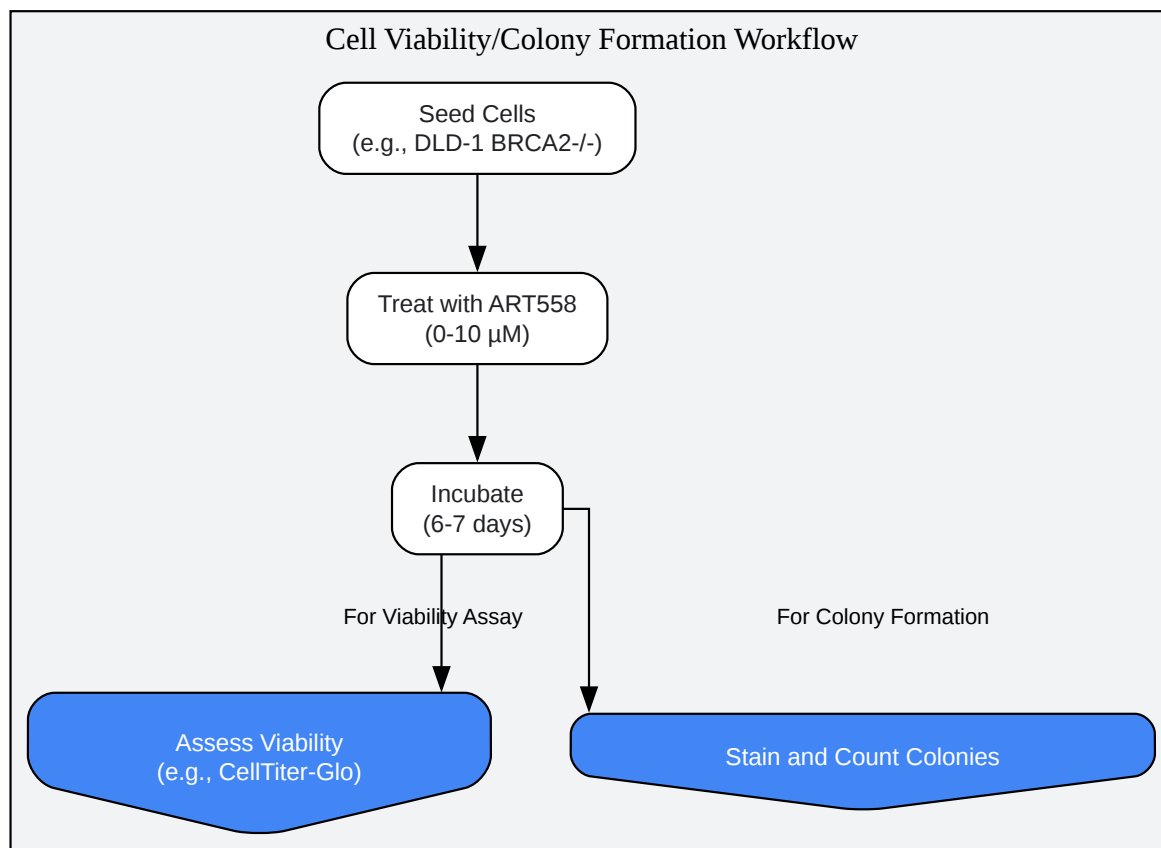 Cell Viability/Colony Formation Workflow
Seed Cells
(e.g., DLD-1 BRCA2-/-)
Treat with ART558
(0-10 µM)
Incubate
(6-7 days)
For Viability Assay
For Colony Formation
Assess Viability
(e.g., CellTiter-Glo)
Stain and Count Colonies